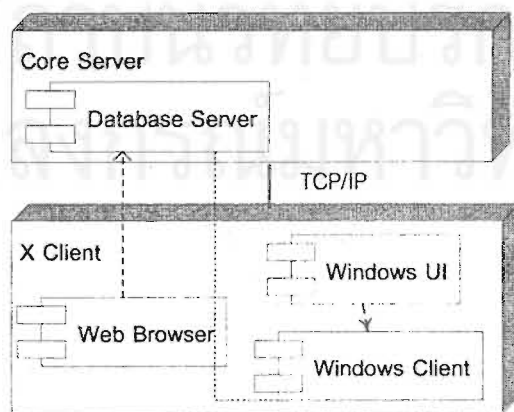 Core Server
Database Server
TCP/IP
X Client
Windows UI
Web Browser
Windows Client